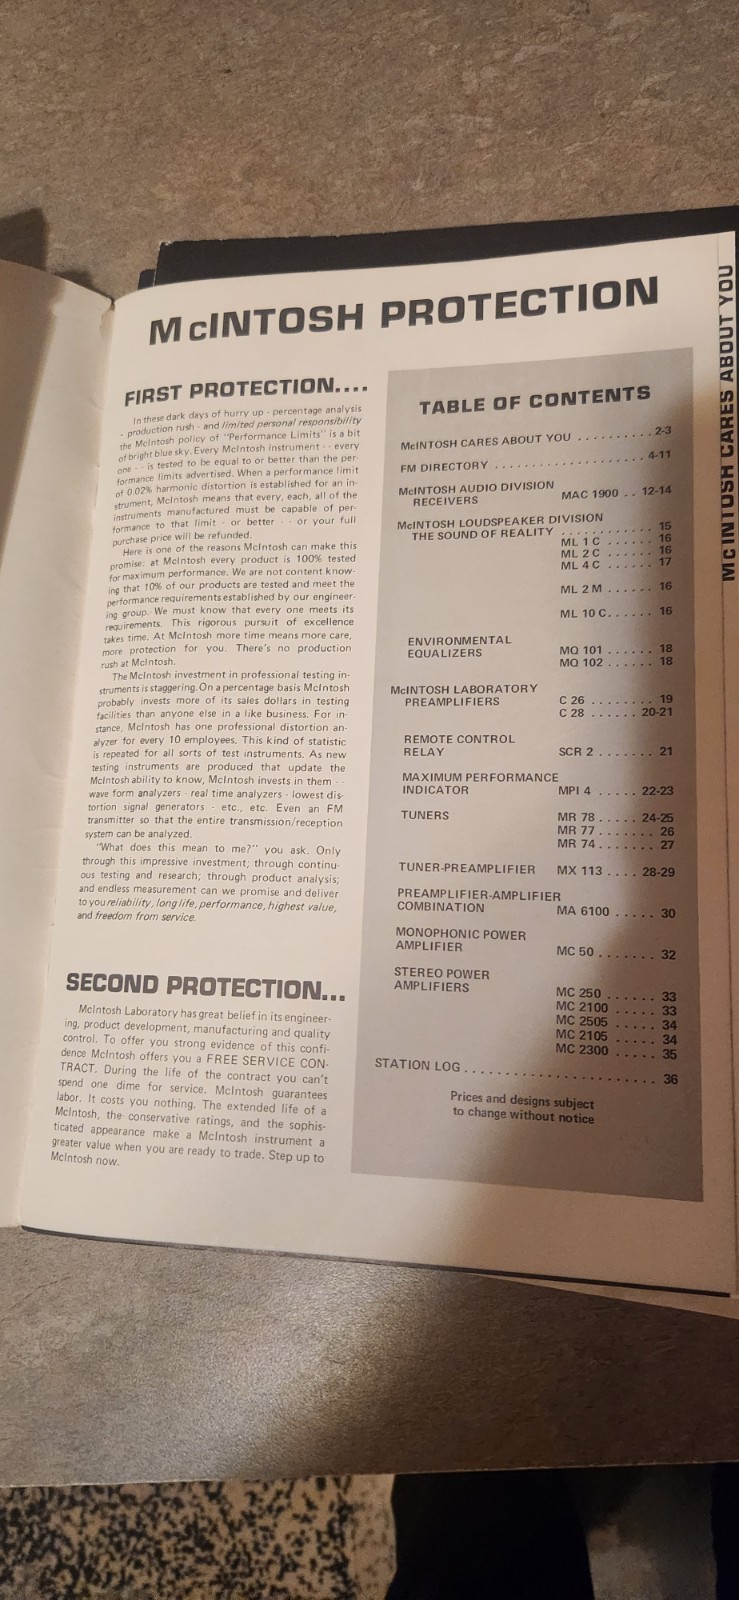 McINTOSH PROTECTION
FIRST PROTECTION....
In these dark days of hurry up - percentage analysis
- production rush - and limited personal responsibility
the McIntosh policy of "Performance Limits" is a bit
of bright blue sky. Every McIntosh instrument - - every
one - - is tested to be equal to or better than the per-
formance limits advertised. When a performance limit
of 0.02% harmonic distortion is established for an in-
strument, McIntosh means that every, each, all of the
instruments manufactured must be capable of per-
formance to that limit - or better - - or your full
purchase price will be refunded.
Here is one of the reasons McIntosh can make this
promise: at McIntosh every product is 100% tested
for maximum performance. We are not content know-
ing that 10% of our products are tested and meet the
performance requirements established by our engineer-
ing group. We must know that every one meets its
requirements. This rigorous pursuit of excellence
takes time. At McIntosh more time means more care,
more protection for you. There's no production
rush at McIntosh.
The McIntosh investment in professional testing in-
struments is staggering. On a percentage basis McIntosh
probably invests more of its sales dollars in testing
facilities than anyone else in a like business. For in-
stance, McIntosh has one professional distortion an-
alyzer for every 10 employees. This kind of statistic
is repeated for all sorts of test instruments. As new
testing instruments are produced that update the
McIntosh ability to know, McIntosh invests in them - -
wave form analyzers - real time analyzers - lowest dis-
tortion signal generators - etc., etc. Even an FM
transmitter so that the entire transmission/reception
system can be analyzed.
"What does this mean to me?" you ask. Only
through this impressive investment; through continu-
ous testing and research; through product analysis;
and endless measurement can we promise and deliver
to you reliability, long life, performance, highest value,
and freedom from service.
SECOND PROTECTION...
McIntosh Laboratory has great belief in its engineer-
ing, product development, manufacturing and quality
control. To offer you strong evidence of this confi-
dence McIntosh offers you a FREE SERVICE CON-
TRACT. During the life of the contract you can't
spend one dime for service. McIntosh guarantees
labor. It costs you nothing. The extended life of a
McIntosh, the conservative ratings, and the sophis-
ticated appearance make a McIntosh instrument a
greater value when you are ready to trade. Step up to
McIntosh now.
TABLE OF CONTENTS
McINTOSH CARES ABOUT YOU .......... 2-3
FM DIRECTORY .................... 4-11
McINTOSH AUDIO DIVISION
RECEIVERS MAC 1900 .. 12-14
McINTOSH LOUDSPEAKER DIVISION
THE SOUND OF REALITY ............ 15
ML 1 C ...... 16
ML 2 C ...... 16
ML 4 C ...... 17
ML 2 M ...... 16
ML 10 C...... 16
ENVIRONMENTAL
EQUALIZERS MQ 101 ...... 18
MQ 102 ...... 18
McINTOSH LABORATORY
PREAMPLIFIERS C 26 ........ 19
C 28 ...... 20-21
REMOTE CONTROL
RELAY SCR 2 ....... 21
MAXIMUM PERFORMANCE
INDICATOR MPI 4 ..... 22-23
TUNERS MR 78 ..... 24-25
MR 77 ....... 26
MR 74 ....... 27
TUNER-PREAMPLIFIER MX 113 .... 28-29
PREAMPLIFIER-AMPLIFIER
COMBINATION MA 6100 ..... 30
MONOPHONIC POWER
AMPLIFIER MC 50 ....... 32
STEREO POWER
AMPLIFIERS MC 250 ...... 33
MC 2100 ..... 33
MC 2505 ..... 34
MC 2105 ..... 34
MC 2300 ..... 35
STATION LOG ....................... 36
Prices and designs subject
to change without notice
McINTOSH CARES ABOUT YOU